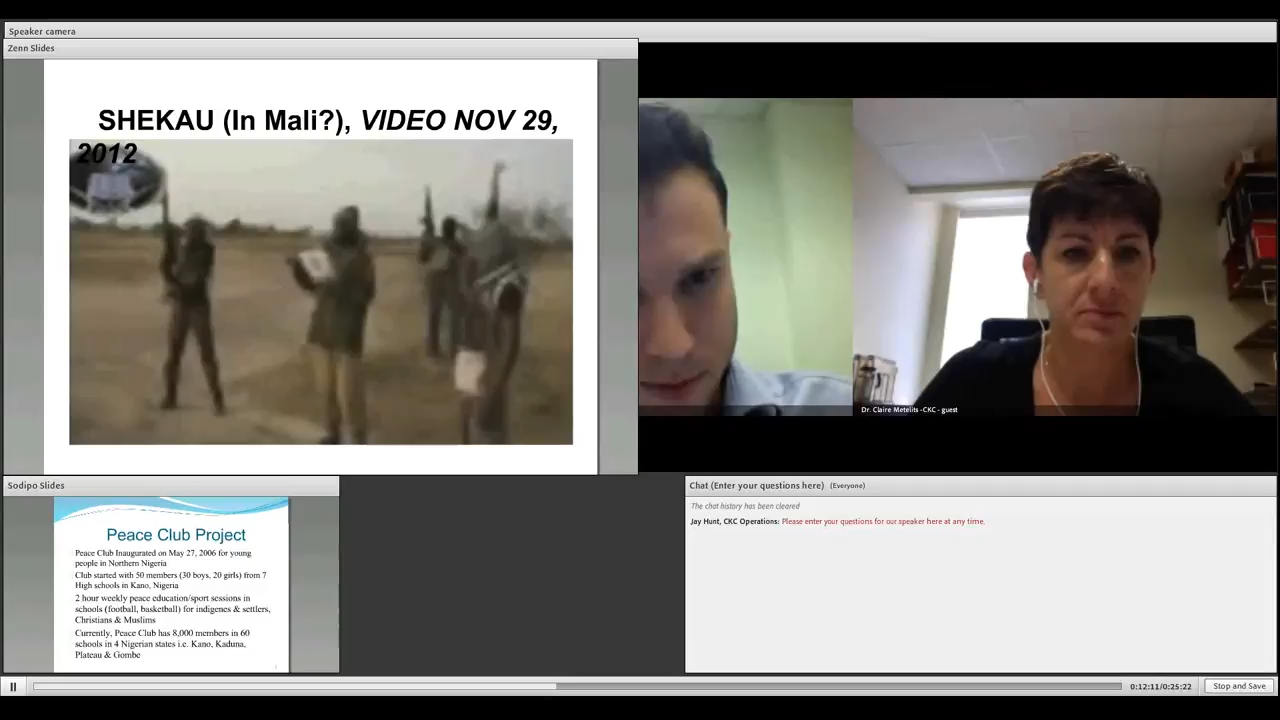 Speaker camera
Zenn Slides
SHEKAU (In Mali?), VIDEO NOV 29,
2012
Dr. Claire Metelits -CKC - guest
Sodipo Slides
Peace Club Project
Peace Club Inaugurated on May 27, 2006 for young
people in Northern Nigeria
Club started with 50 members (30 boys, 20 girls) from 7
High schools in Kano, Nigeria
2 hour weekly peace education/sport sessions in
schools (football, basketball) for indigenes & settlers,
Christians & Muslims
Currently, Peace Club has 8,000 members in 60
schools in 4 Nigerian states i.e. Kano, Kaduna,
Plateau & Gombe
Chat (Enter your questions here) (Everyone)
The chat history has been cleared
Jay Hunt, CKC Operations: Please enter your questions for our speaker here at any time.
0:12:11/0:25:22
Stop and Save